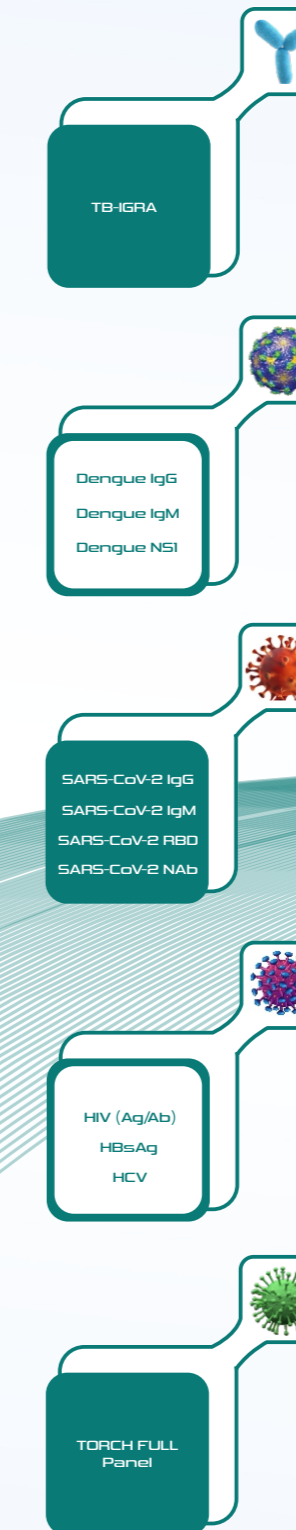 TB-IGRA
Dengue IgG
Dengue IgM
Dengue NS1
SARS-CoV-2 IgG
SARS-CoV-2 IgM
SARS-CoV-2 RBD
SARS-CoV-2 NAb
HIV (Ag/Ab)
HBsAg
HCV
TORCH FULL
Panel